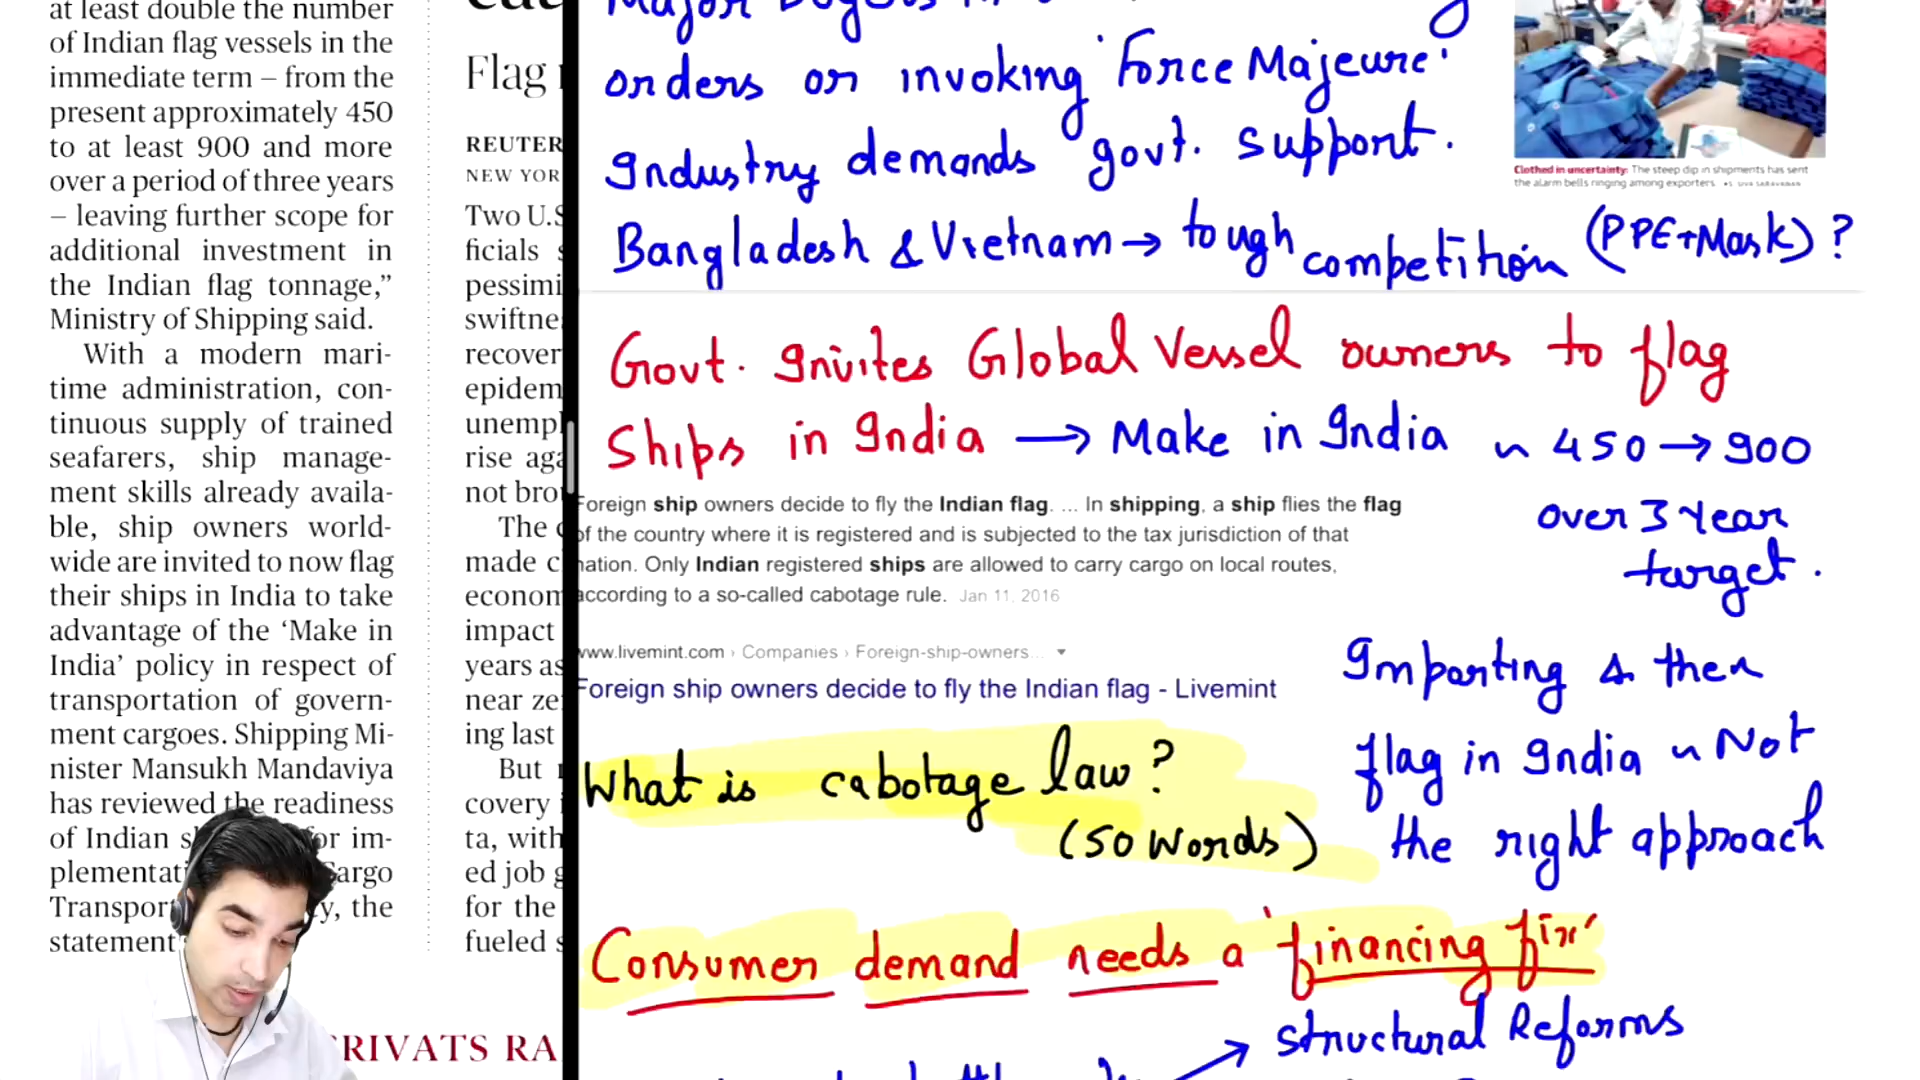 at least double the number
of Indian flag vessels in the
immediate term – from the
present approximately 450
to at least 900 and more
over a period of three years
– leaving further scope for
additional investment in
the Indian flag tonnage,”
Ministry of Shipping said.
With a modern mari-
time administration, con-
tinuous supply of trained
seafarers, ship manage-
ment skills already availa-
ble, ship owners world-
wide are invited to now flag
their ships in India to take
advantage of the ‘Make in
India’ policy in respect of
transportation of govern-
ment cargoes. Shipping Mi-
nister Mansukh Mandaviya
has reviewed the readiness
of Indian for im-
plementati argo
Transpor y, the
statement
RIVATS RA
Flag
REUTER
NEW YOR
Two U.S
ficials
pessimi
swiftne
recover
epidem
unempl
rise aga
not bro
The
made c
econom
impact
years as
near ze
ing last
But
covery
ta, with
ed job g
for the
fueled s
Major
orders or invoking 'Force Majeure'
Industry demands govt. support.
Bangladesh & Vietnam → tough competition (PPE+Mask) ?
Clothed in uncertainty: The steep dip in shipments has sent
the alarm bells ringing among exporters.
Govt. Invites Global Vessel owners to flag
Ships in India → Make in India ~ 450 → 900
over 3 Year
target.
Foreign ship owners decide to fly the Indian flag. ... In shipping, a ship flies the flag
of the country where it is registered and is subjected to the tax jurisdiction of that
nation. Only Indian registered ships are allowed to carry cargo on local routes,
according to a so-called cabotage rule. Jan 11, 2016
www.livemint.com › Companies › Foreign-ship-owners...
Foreign ship owners decide to fly the Indian flag - Livemint
Importing & then
flag in India ~ Not
the right approach
What is cabotage law?
(50 words)
Consumer demand needs a 'financing fix'
Structural Reforms